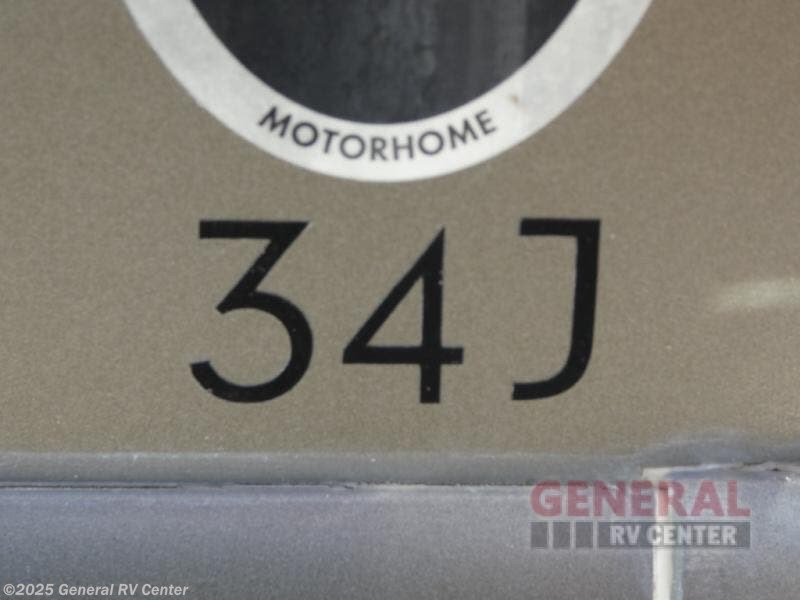 MOTORHOME
34J
GENERAL
RV CENTER
©2025 General RV Center